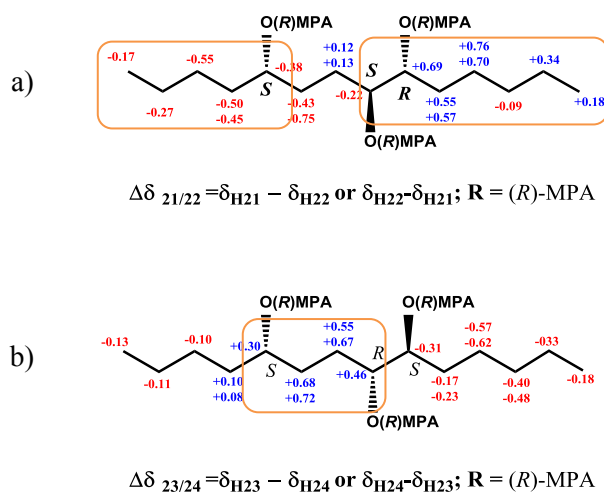 O(R)MPA O(R)MPA
-0.17 -0.55 -0.38 +0.12 +0.76
+0.13 S +0.69 +0.70 +0.34
a)
S -0.22 R
-0.27 -0.50 -0.43 +0.55 -0.09 +0.18
-0.45 -0.75 +0.57
O(R)MPA
Δδ 21/22 =δH21 − δH22 or δH22-δH21; R = (R)-MPA
O(R)MPA O(R)MPA
-0.13 -0.10 +0.30 +0.55 -0.31 -0.57
+0.67 -0.62 -033
b)
S R S
-0.11 +0.10 +0.68 +0.46 -0.17 -0.40 -0.18
+0.08 +0.72 -0.23 -0.48
O(R)MPA
Δδ 23/24 =δH23 − δH24 or δH24-δH23; R = (R)-MPA